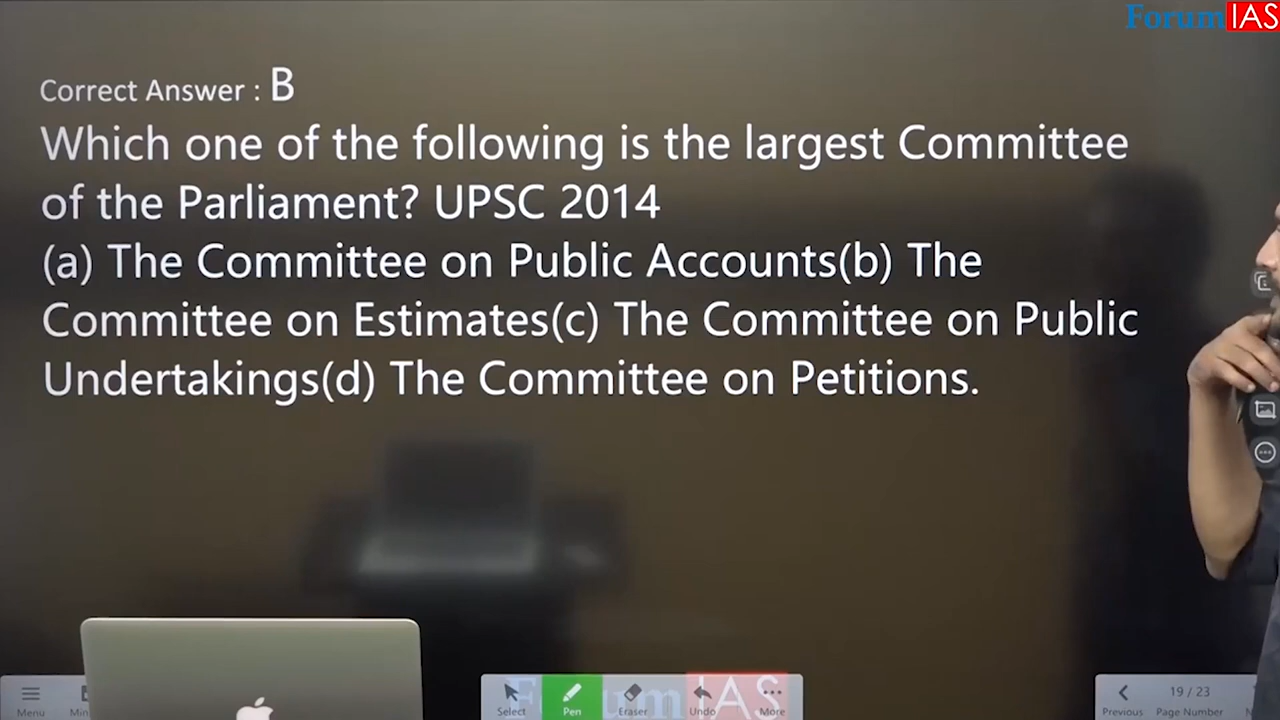 ForumIAS
Correct Answer : B
Which one of the following is the largest Committee
of the Parliament? UPSC 2014
(a) The Committee on Public Accounts(b) The
Committee on Estimates(c) The Committee on Public
Undertakings(d) The Committee on Petitions.
Menu
Select Pen Eraser Undo More
ForumIAS
19 / 23
Previous Page Number